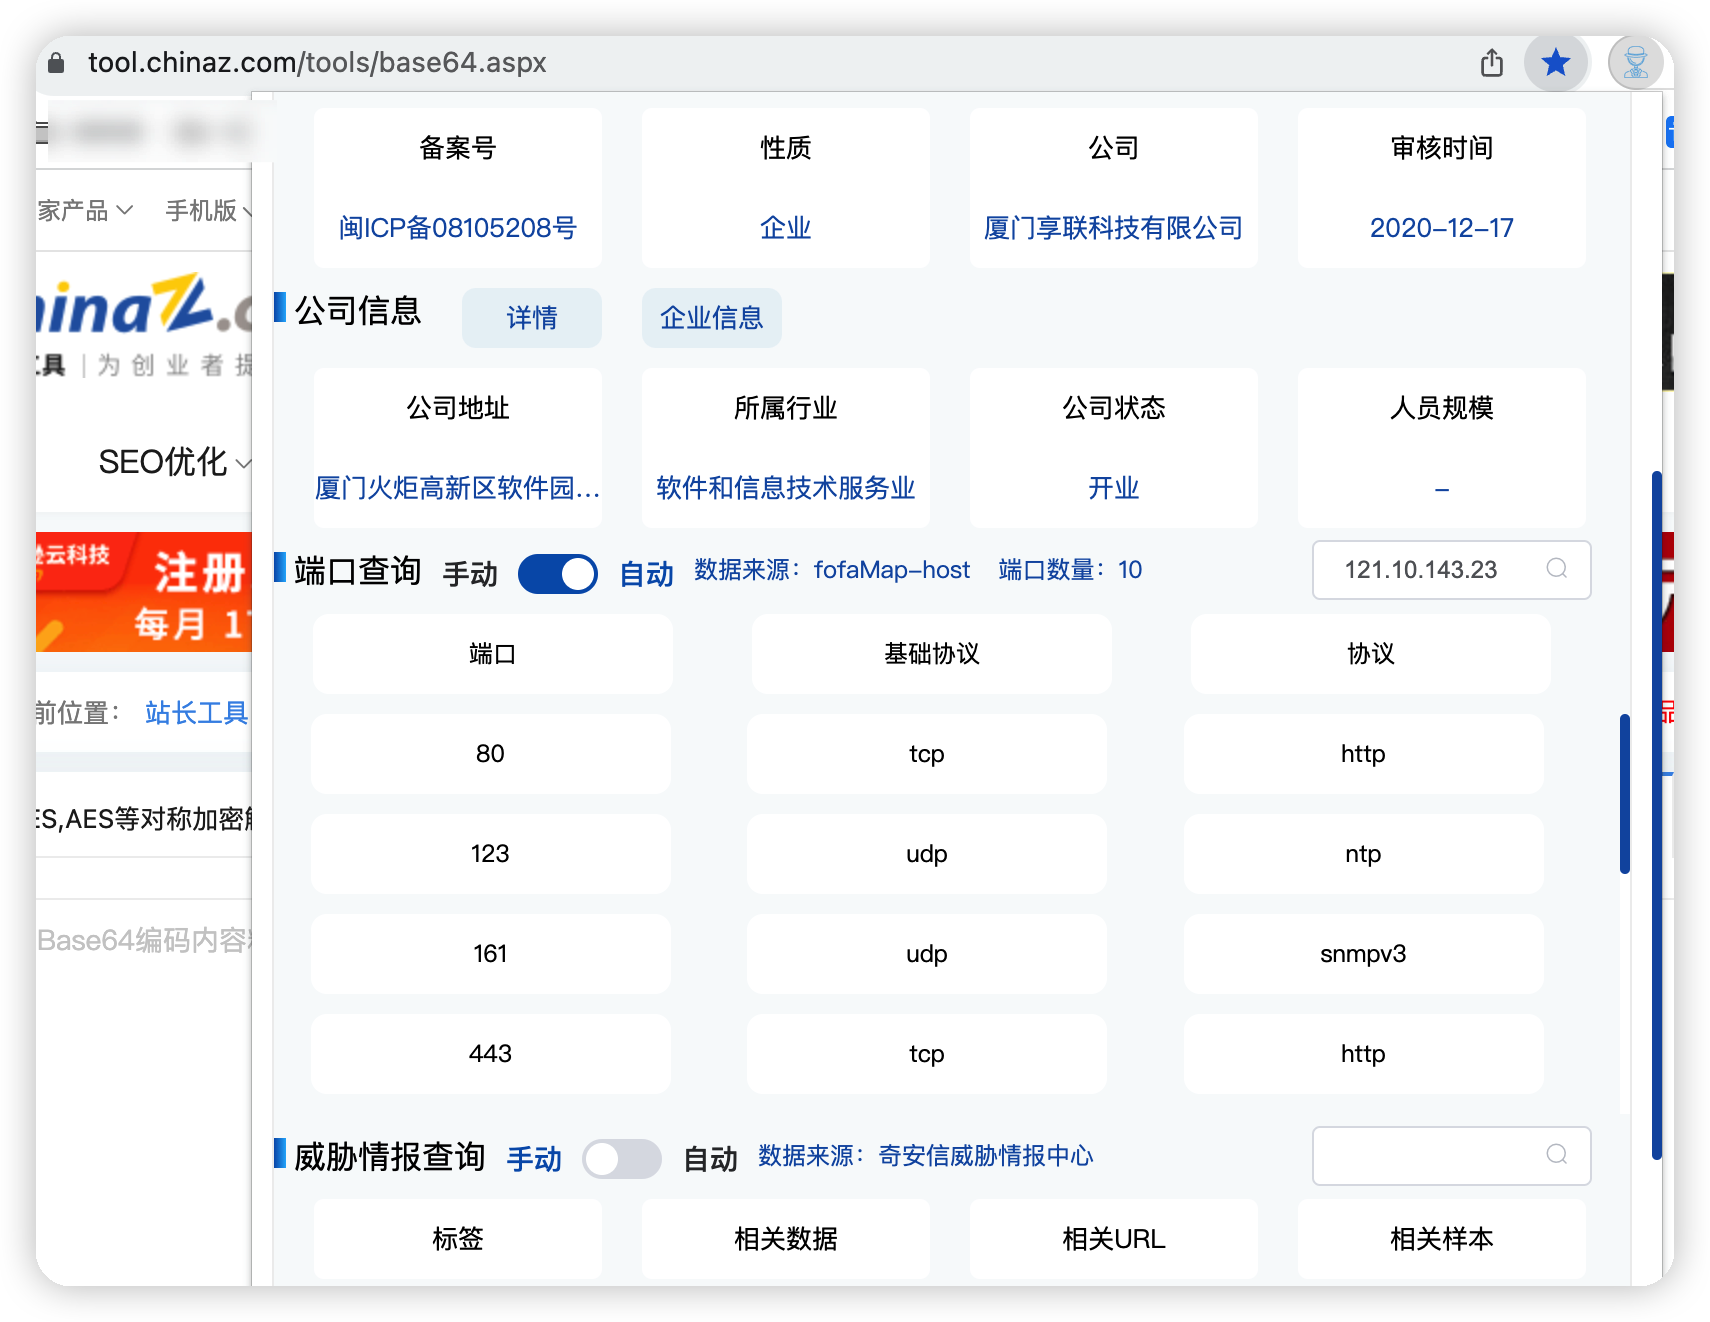 tool.chinaz.com/tools/base64.aspx
家产品 手机版
为创业者提
SEO优化
云科技
注册
每月 1
前位置： 站长工具
ES,AES等对称加密
Base64编码内容
备案号 性质 公司 审核时间
闽ICP备08105208号 企业 厦门享联科技有限公司 2020-12-17
公司信息 详情 企业信息
公司地址 所属行业 公司状态 人员规模
厦门火炬高新区软件园... 软件和信息技术服务业 开业 -
端口查询 手动 自动 数据来源：fofaMap-host 端口数量：10 121.10.143.23
端口 基础协议 协议
80 tcp http
123 udp ntp
161 udp snmpv3
443 tcp http
威胁情报查询 手动 自动 数据来源：奇安信威胁情报中心
标签 相关数据 相关URL 相关样本